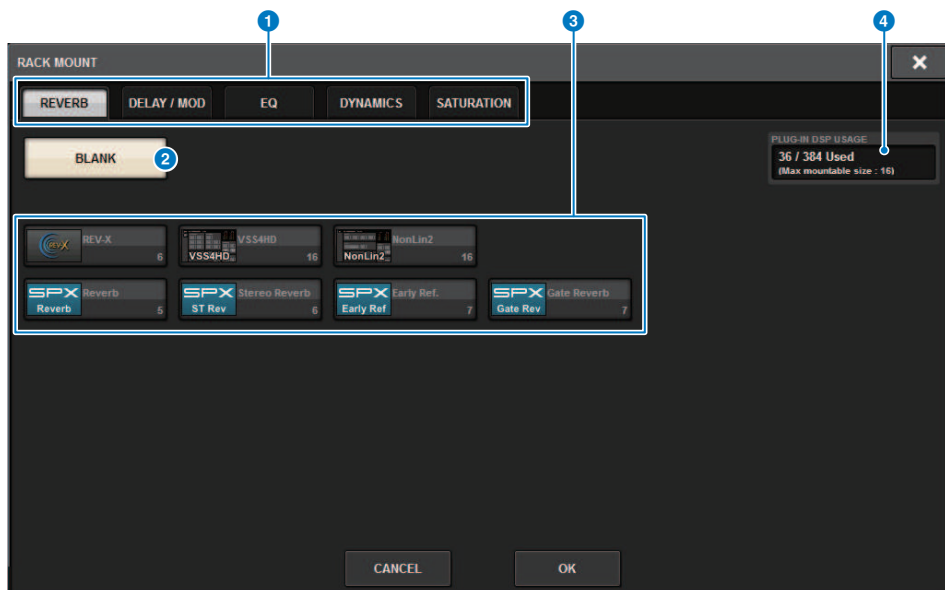 1 3 4
RACK MOUNT
REVERB DELAY / MOD EQ DYNAMICS SATURATION
BLANK 2
PLUG-IN DSP USAGE
36 / 384 Used
(Max mountable size : 16)
REV-X REV-X 6
VSS4HD VSS4HD 16
NonLin2 NonLin2 16
SPX Reverb Reverb 5
SPX ST Rev Stereo Reverb 6
SPX Early Ref Early Ref. 7
SPX Gate Rev Gate Reverb 7
CANCEL OK